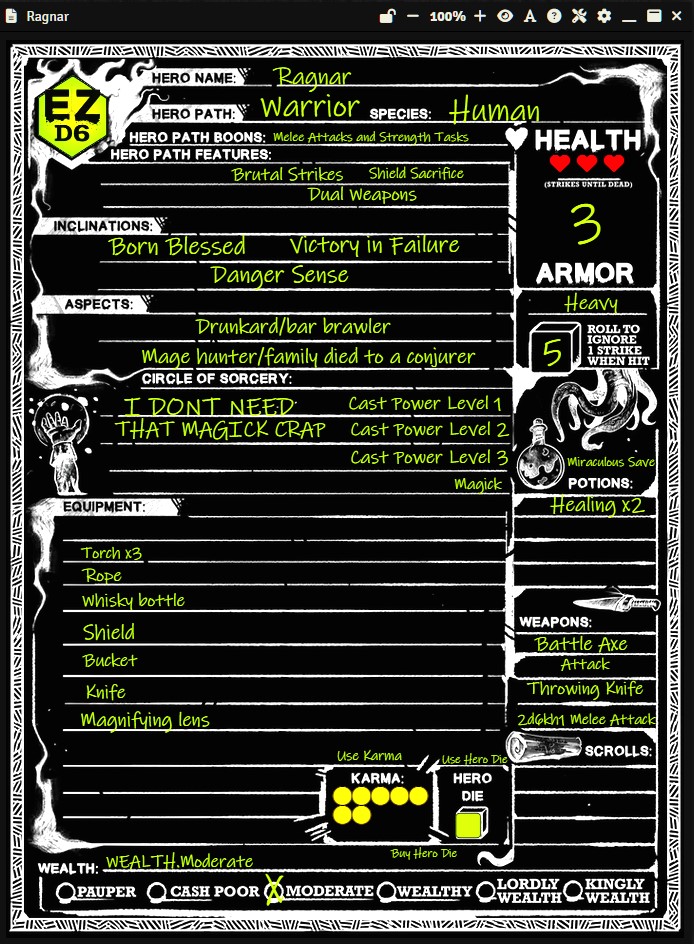 Ragnar 100% A
EZ D6
HERO NAME: Ragnar
HERO PATH: Warrior SPECIES: Human
HERO PATH BOONS: Melee Attacks and Strength Tasks
HERO PATH FEATURES:
Brutal Strikes Shield Sacrifice
Dual Weapons
INCLINATIONS:
Born Blessed Victory in Failure
Danger Sense
ASPECTS:
Drunkard/bar brawler
Mage hunter/family died to a conjurer
CIRCLE OF SORCERY:
I DONT NEED Cast Power Level 1
THAT MAGICK CRAP Cast Power Level 2
Cast Power Level 3
Magick
EQUIPMENT:
Torch x3
Rope
Whisky bottle
Shield
Bucket
Knife
Magnifying lens
HEALTH
(STRIKES UNTIL DEAD)
3
ARMOR
Heavy
5
ROLL TO
IGNORE
1 STRIKE
WHEN HIT
Miraculous Save
POTIONS:
Healing x2
WEAPONS:
Battle Axe
Attack
Throwing Knife
2d6kh1 Melee Attack
SCROLLS:
Use Karma
KARMA:
Use Hero Die
HERO
DIE
Buy Hero Die
WEALTH: WEALTH.Moderate
PAUPER CASH POOR X MODERATE WEALTHY LORDLY WEALTH KINGLY WEALTH